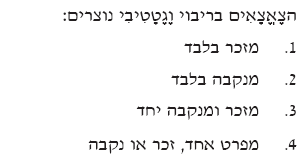 הצֶאֱצָאִים בריבוי וֶגֶטָטִיבִי נוצרים:
1. מזכר בלבד
2. מנקבה בלבד
3. מזכר ומנקבה יחד
4. מפרט אחד, זכר או נקבה